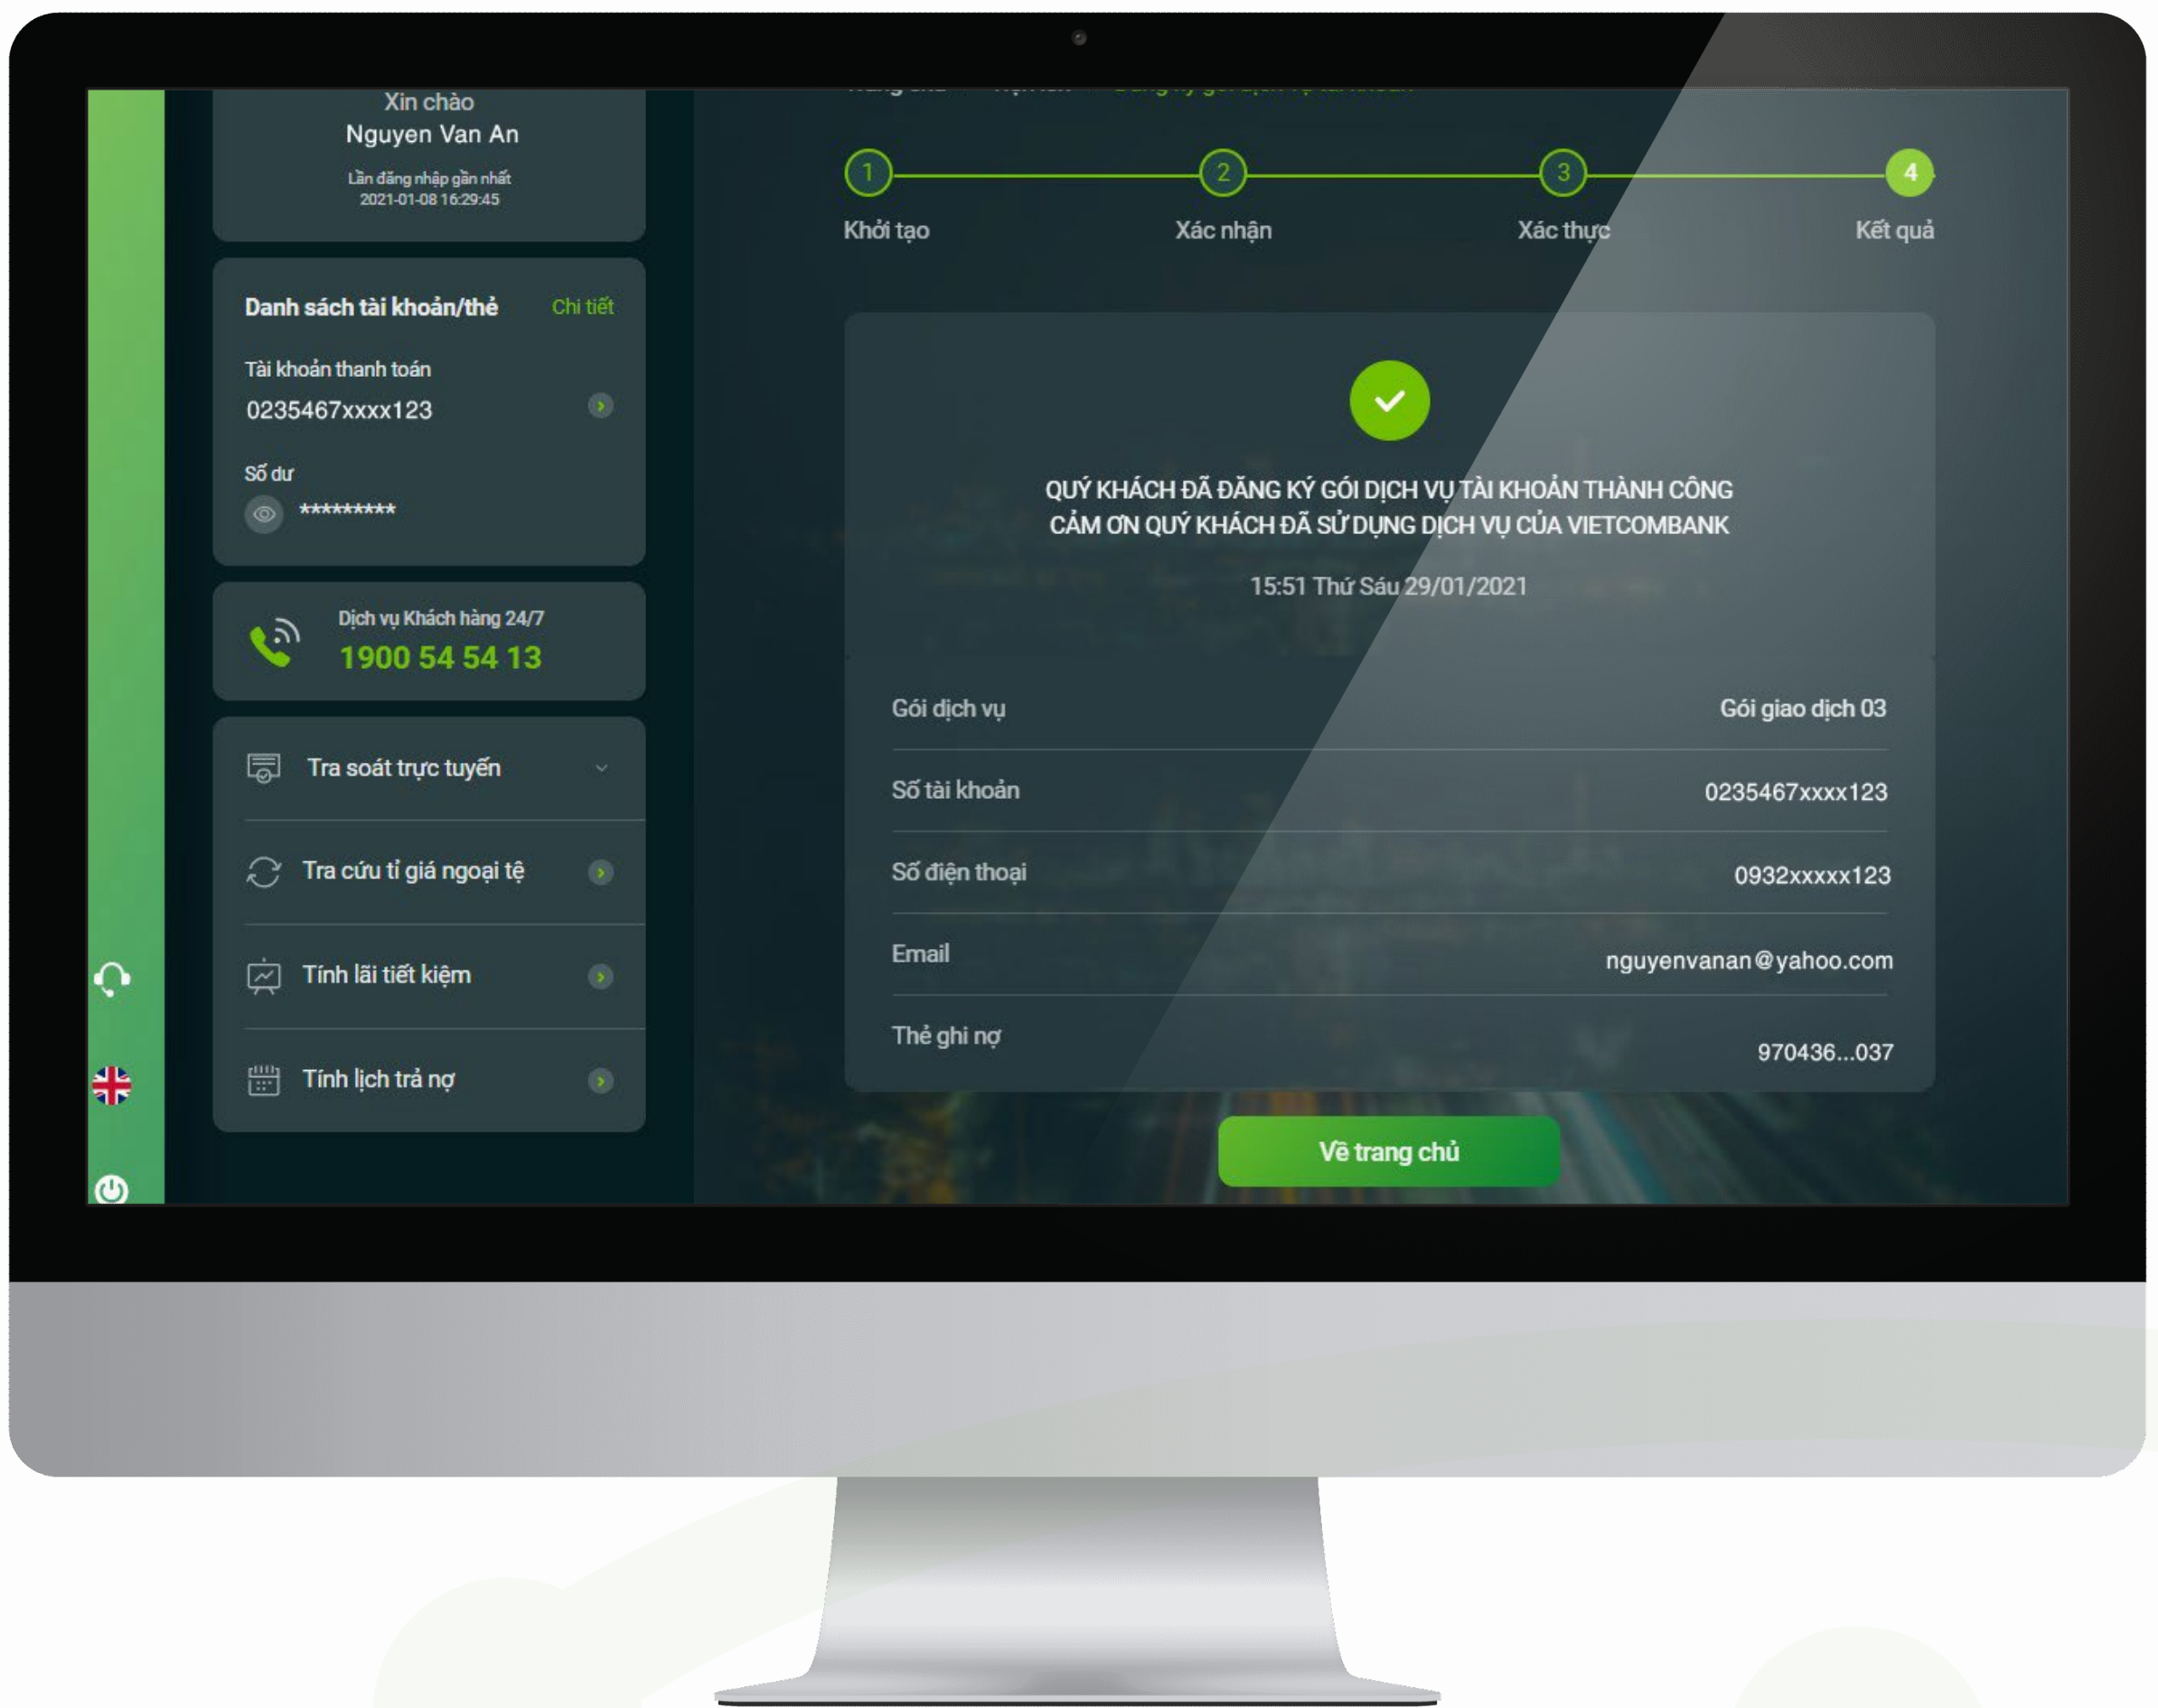 Xin chào
Nguyen Van An
Lần đăng nhập gần nhất
2021-01-08 16:29:45
Danh sách tài khoản/thẻ
Chi tiết
Tài khoản thanh toán
0235467xxxx123
Số dư
*********
Dịch vụ Khách hàng 24/7
1900 54 54 13
Tra soát trực tuyến
Tra cứu tỉ giá ngoại tệ
Tính lãi tiết kiệm
Tính lịch trả nợ
1
2
3
4
Khởi tạo
Xác nhận
Xác thực
Kết quả
QUÝ KHÁCH ĐÃ ĐĂNG KÝ GÓI DỊCH VỤ TÀI KHOẢN THÀNH CÔNG
CẢM ƠN QUÝ KHÁCH ĐÃ SỬ DỤNG DỊCH VỤ CỦA VIETCOMBANK
15:51 Thứ Sáu 29/01/2021
Gói dịch vụ
Gói giao dịch 03
Số tài khoản
0235467xxxx123
Số điện thoại
0932xxxxx123
Email
nguyenvanan@yahoo.com
Thẻ ghi nợ
970436...037
Về trang chủ